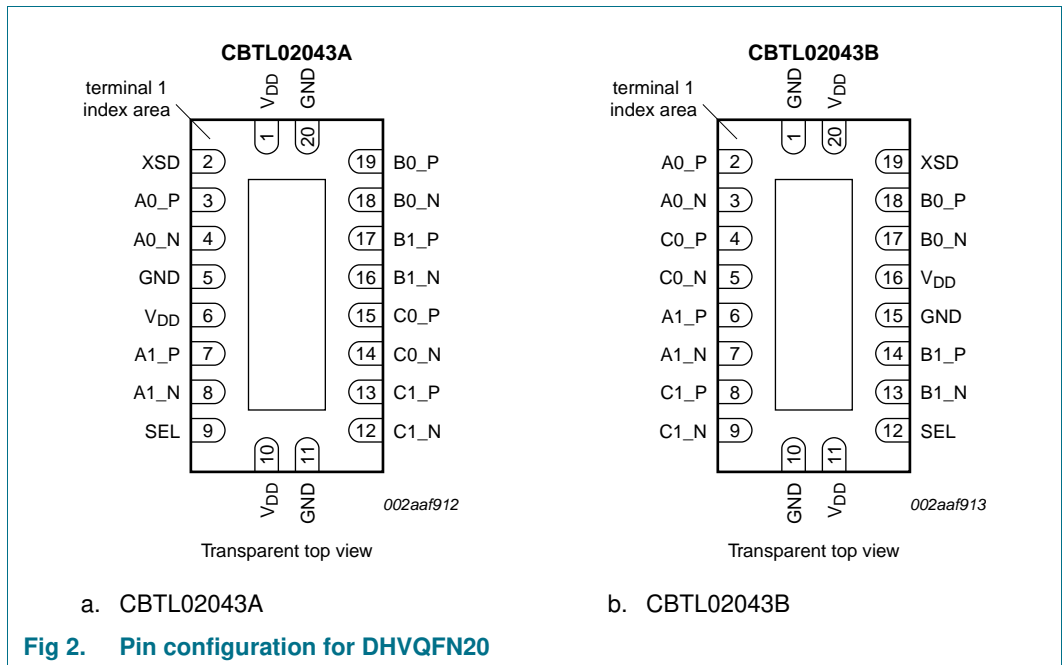 CBTL02043A
terminal 1
index area
VDD
GND
1
20
XSD 2 19 B0_P
A0_P 3 18 B0_N
A0_N 4 17 B1_P
GND 5 16 B1_N
VDD 6 15 C0_P
A1_P 7 14 C0_N
A1_N 8 13 C1_P
SEL 9 12 C1_N
10
11
VDD
GND
002aaf912
Transparent top view
a. CBTL02043A
CBTL02043B
terminal 1
index area
GND
VDD
1
20
A0_P 2 19 XSD
A0_N 3 18 B0_P
C0_P 4 17 B0_N
C0_N 5 16 VDD
A1_P 6 15 GND
A1_N 7 14 B1_P
C1_P 8 13 B1_N
C1_N 9 12 SEL
10
11
GND
VDD
002aaf913
Transparent top view
b. CBTL02043B
Fig 2. Pin configuration for DHVQFN20